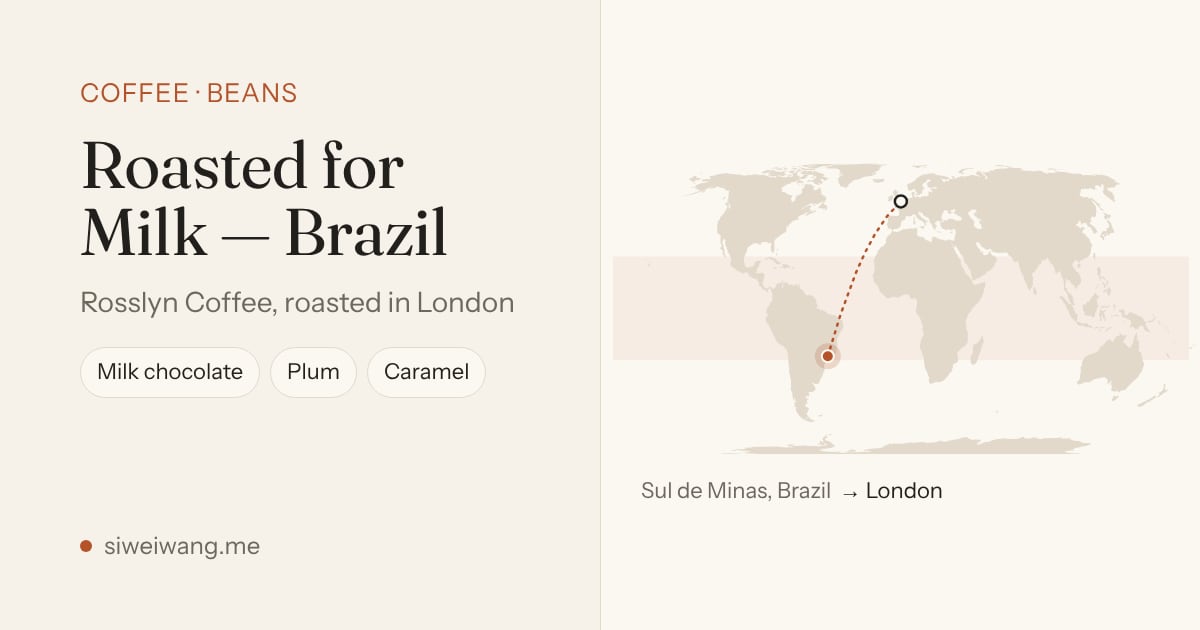 COFFEE · BEANS
Roasted for
Milk — Brazil
Rosslyn Coffee, roasted in London
Milk chocolate
Plum
Caramel
siweiwang.me
Sul de Minas, Brazil → London